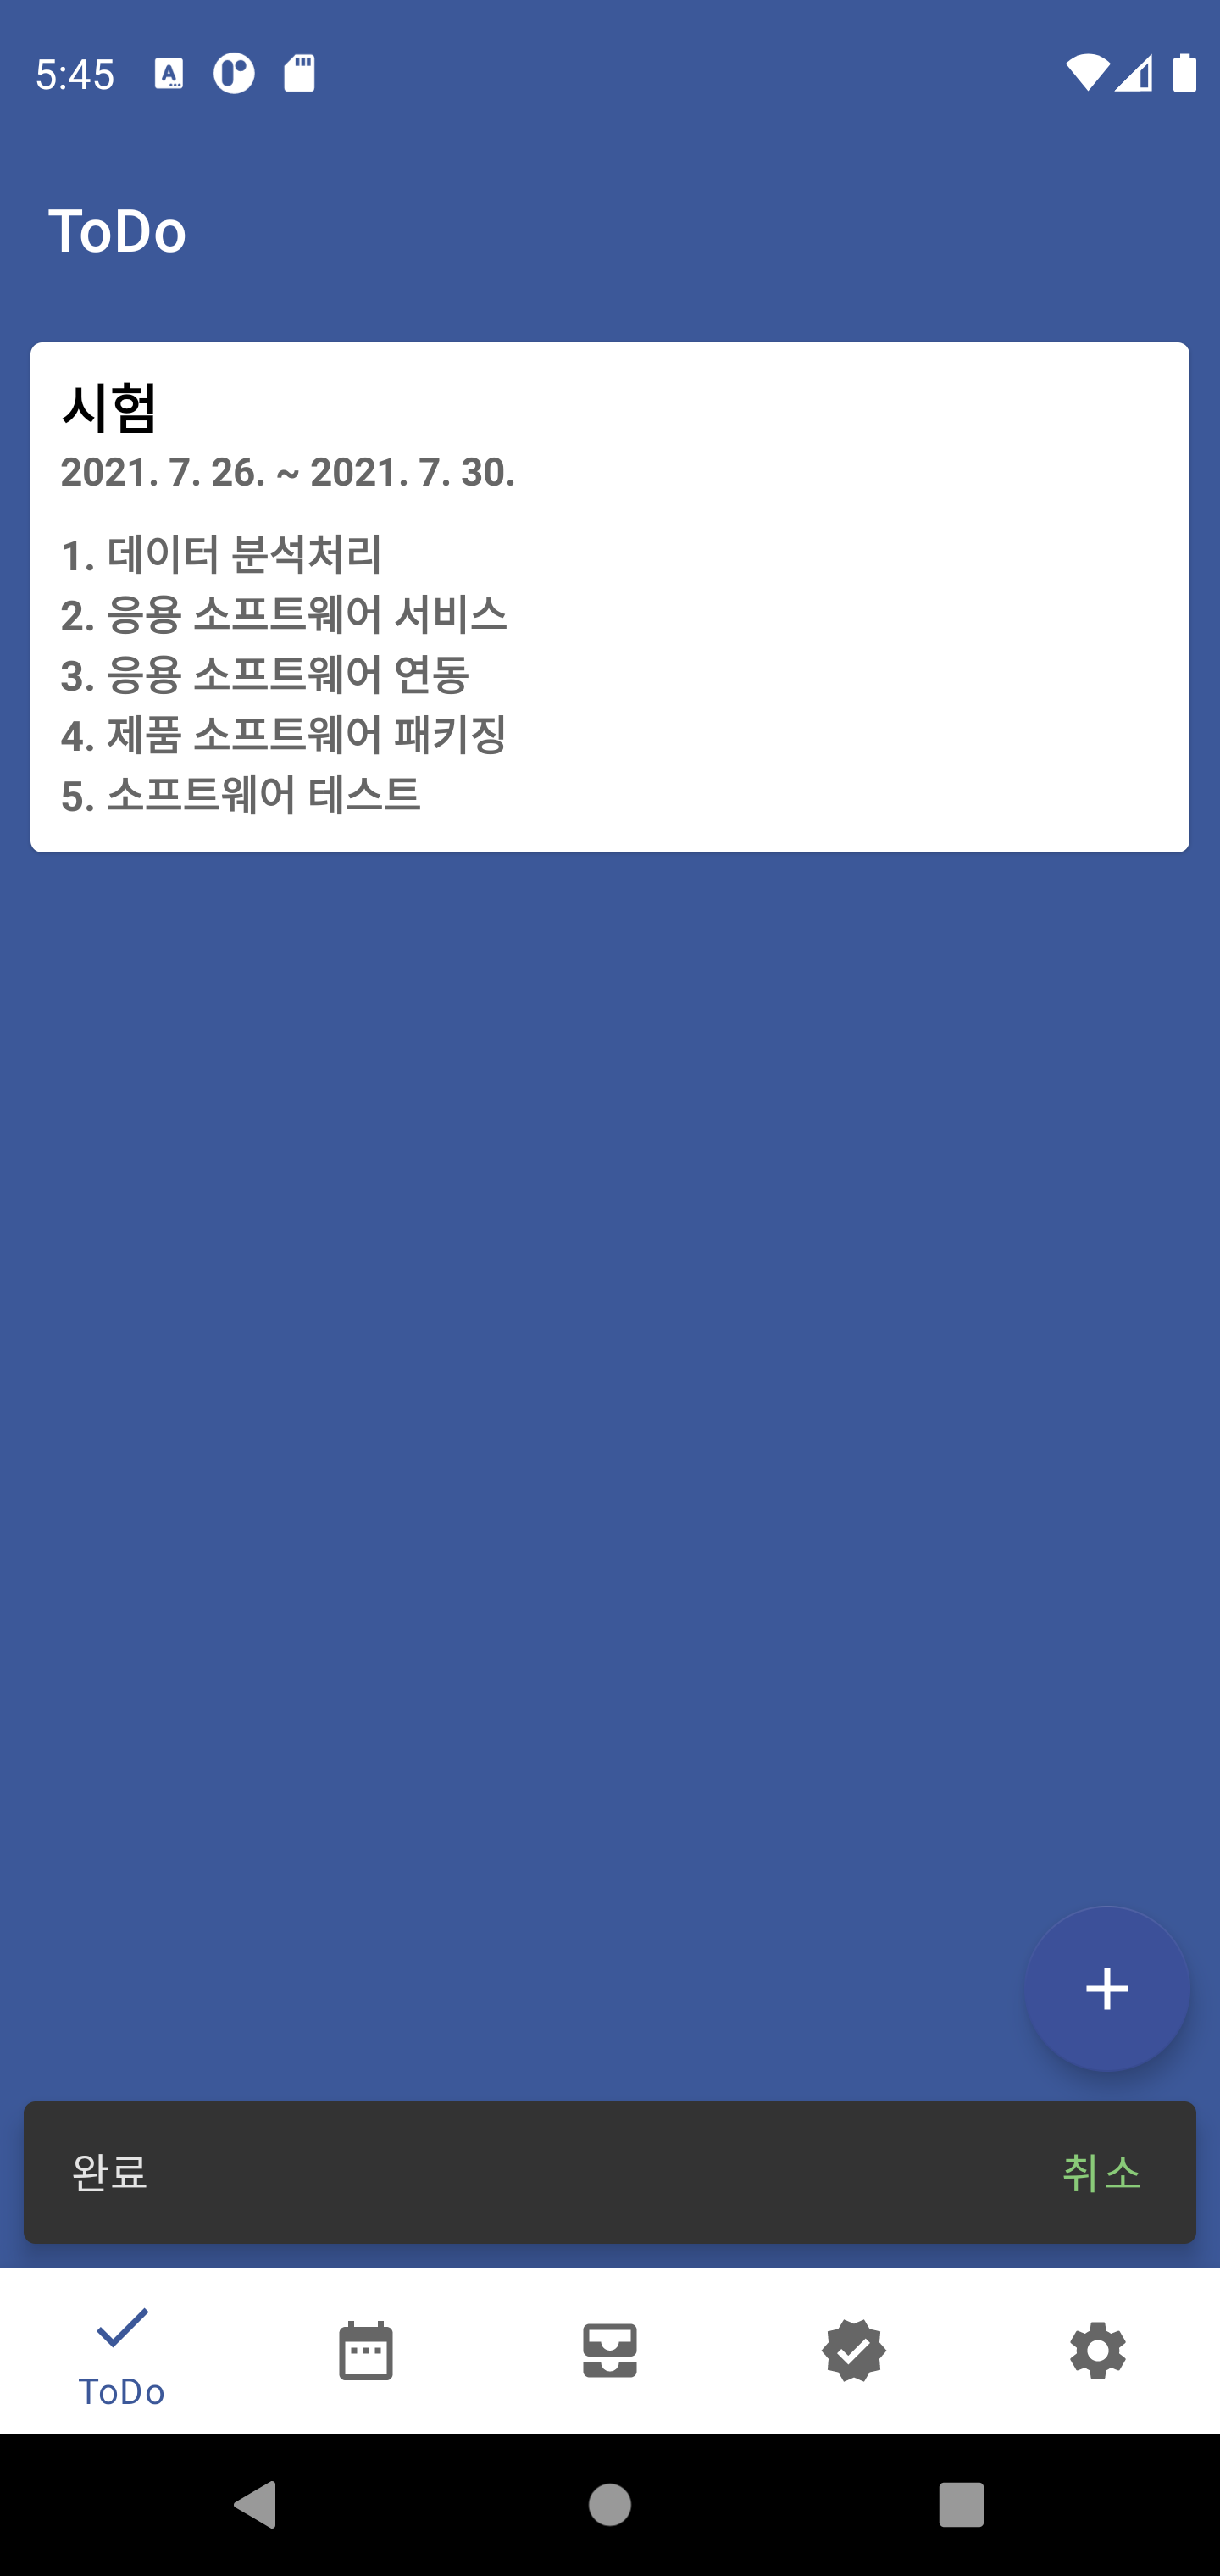 5:45
ToDo
시험
2021. 7. 26. ~ 2021. 7. 30.
1. 데이터 분석처리
2. 응용 소프트웨어 서비스
3. 응용 소프트웨어 연동
4. 제품 소프트웨어 패키징
5. 소프트웨어 테스트
완료 취소
ToDo